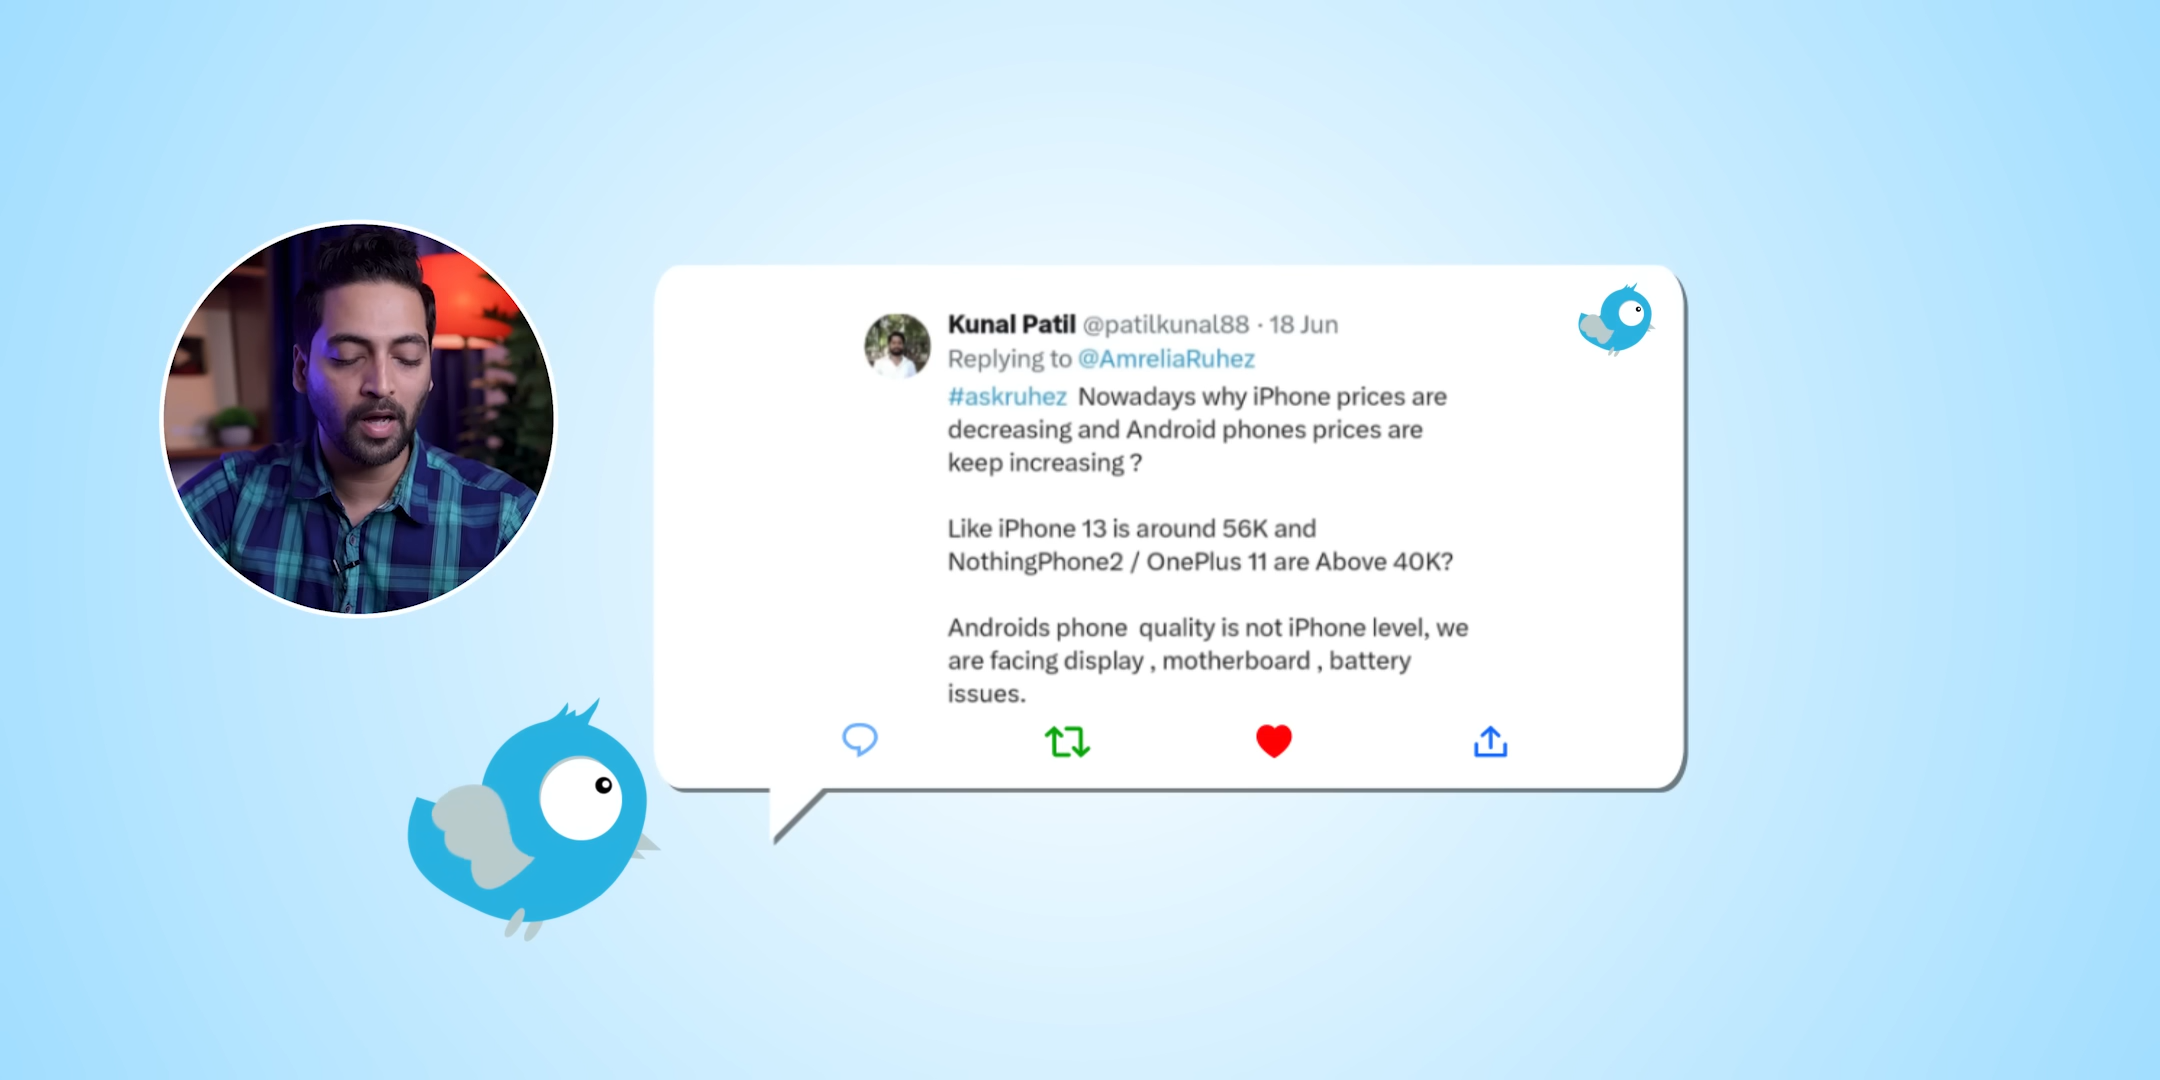 Kunal Patil @patilkunal88 · 18 Jun
Replying to @AmreliaRuhez
#askruhez Nowadays why iPhone prices are
decreasing and Android phones prices are
keep increasing ?
Like iPhone 13 is around 56K and
NothingPhone2 / OnePlus 11 are Above 40K?
Androids phone quality is not iPhone level, we
are facing display , motherboard , battery
issues.